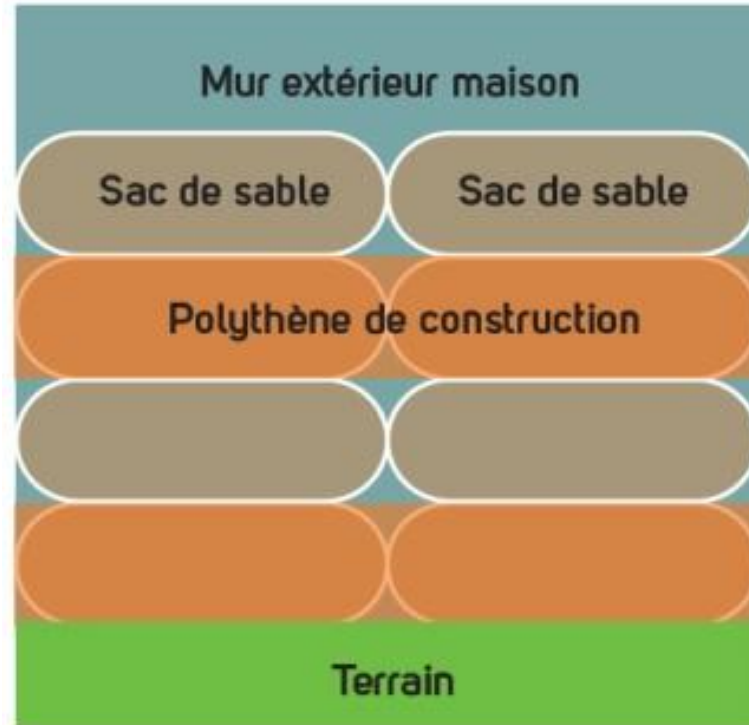 Mur extérieur maison
Sac de sable Sac de sable
Polythène de construction
Terrain